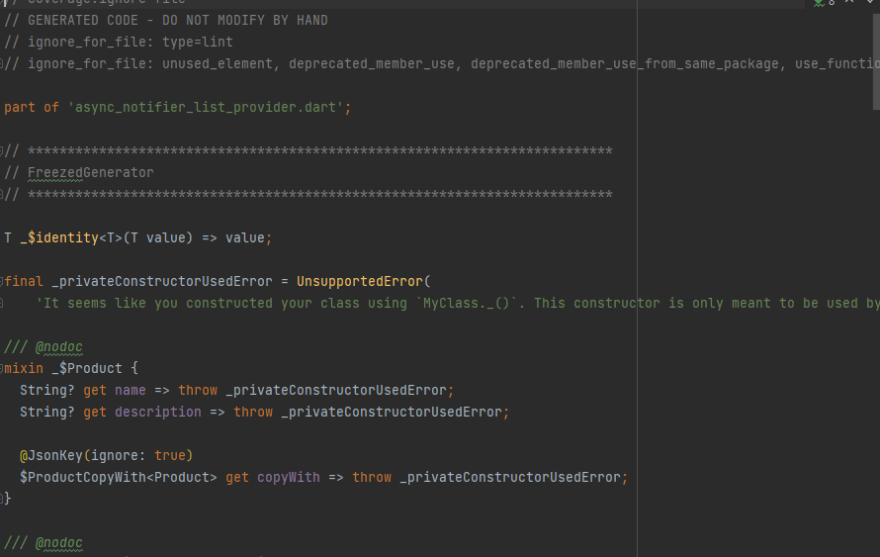 // coverage:ignore-file
// GENERATED CODE - DO NOT MODIFY BY HAND
// ignore_for_file: type=lint
// ignore_for_file: unused_element, deprecated_member_use, deprecated_member_use_from_same_package, use_functio
part of 'async_notifier_list_provider.dart';
// **************************************************************************
// FreezedGenerator
// **************************************************************************
T _$identity<T>(T value) => value;
final _privateConstructorUsedError = UnsupportedError(
'It seems like you constructed your class using `MyClass._()`. This constructor is only meant to be used by
/// @nodoc
mixin _$Product {
String? get name => throw _privateConstructorUsedError;
String? get description => throw _privateConstructorUsedError;
@JsonKey(ignore: true)
$ProductCopyWith<Product> get copyWith => throw _privateConstructorUsedError;
}
/// @nodoc